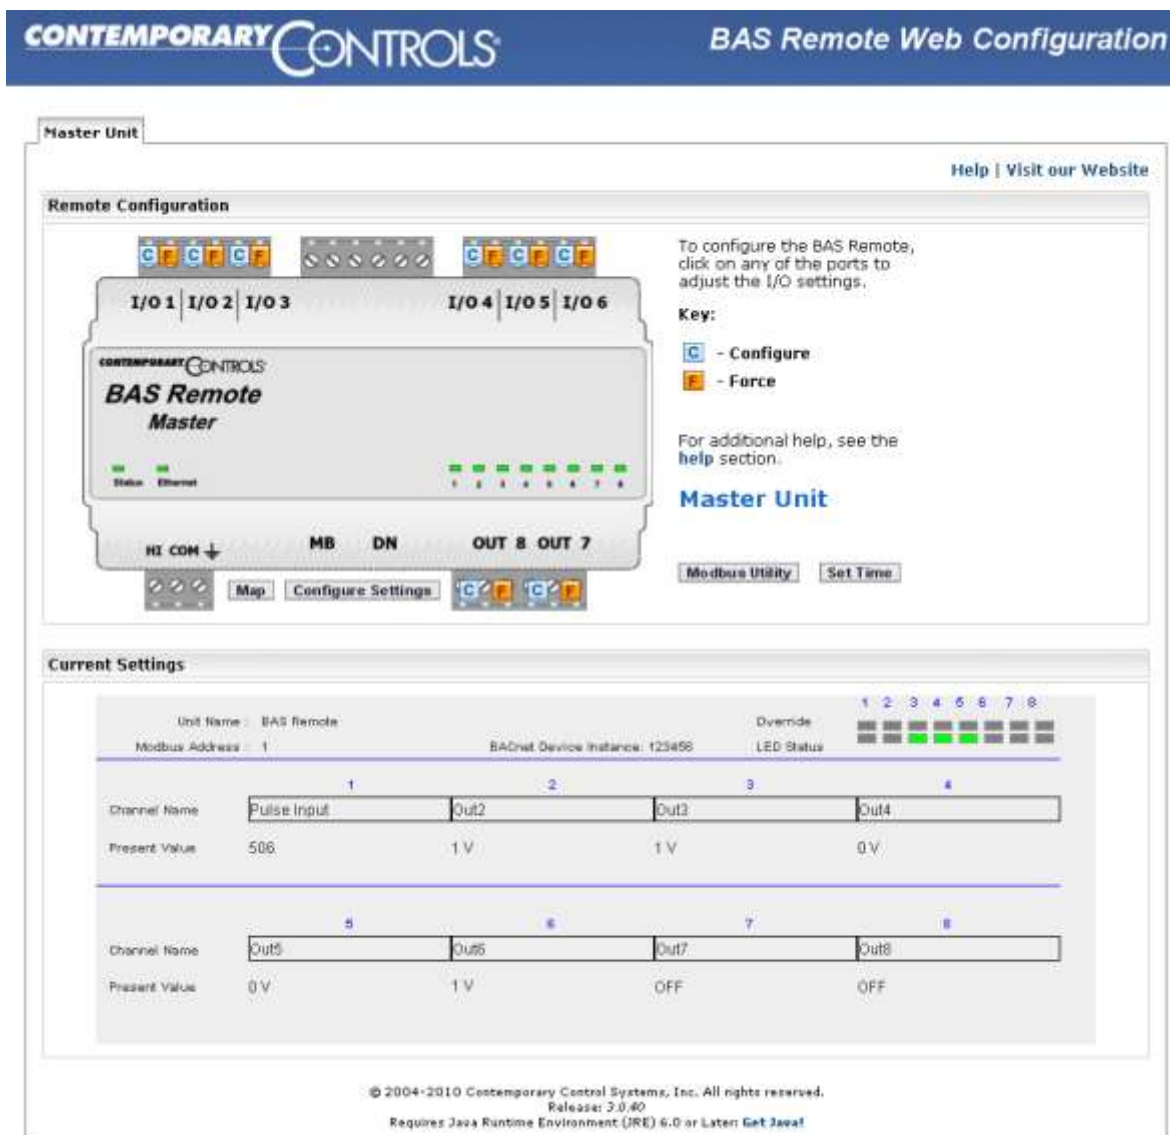 CONTEMPORARY CONTROLS BAS Remote Web Configuration
Master Unit
Help | Visit our Website
Remote Configuration
C F C F C F C F C F C F
I/O 1 I/O 2 I/O 3 I/O 4 I/O 5 I/O 6
To configure the BAS Remote,
click on any of the ports to
adjust the I/O settings.
Key:
C - Configure
F - Force
CONTEMPORARY CONTROLS
BAS Remote
Master
Status Ethernet
1 2 3 4 5 6 7 8
For additional help, see the
help section.
Master Unit
HI COM MB DN OUT 8 OUT 7
Map Configure Settings C F C F
Modbus Utility Set Time
Current Settings
1 2 3 4 5 6 7 8
Unit Name : BAS Remote Override
Modbus Address : 1 BACnet Device Instance: 123456 LED Status
1 2 3 4
Channel Name Pulse Input Out2 Out3 Out4
Present Value 506 1 V 1 V 0 V
5 6 7 8
Channel Name Out5 Out6 Out7 Out8
Present Value 0 V 1 V OFF OFF
© 2004-2010 Contemporary Control Systems, Inc. All rights reserved.
Release: 3.0.40
Requires Java Runtime Environment (JRE) 6.0 or Later: Get Java!